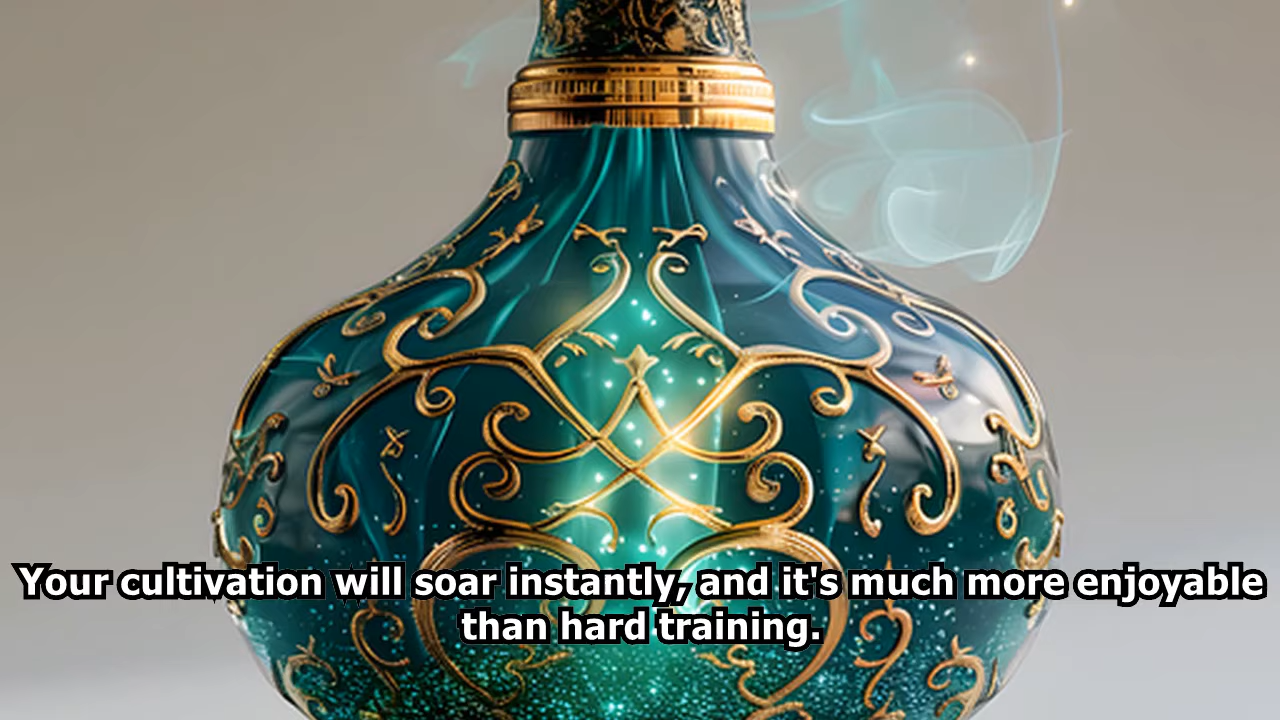 Your cultivation will soar instantly, and it's much more enjoyable
than hard training.